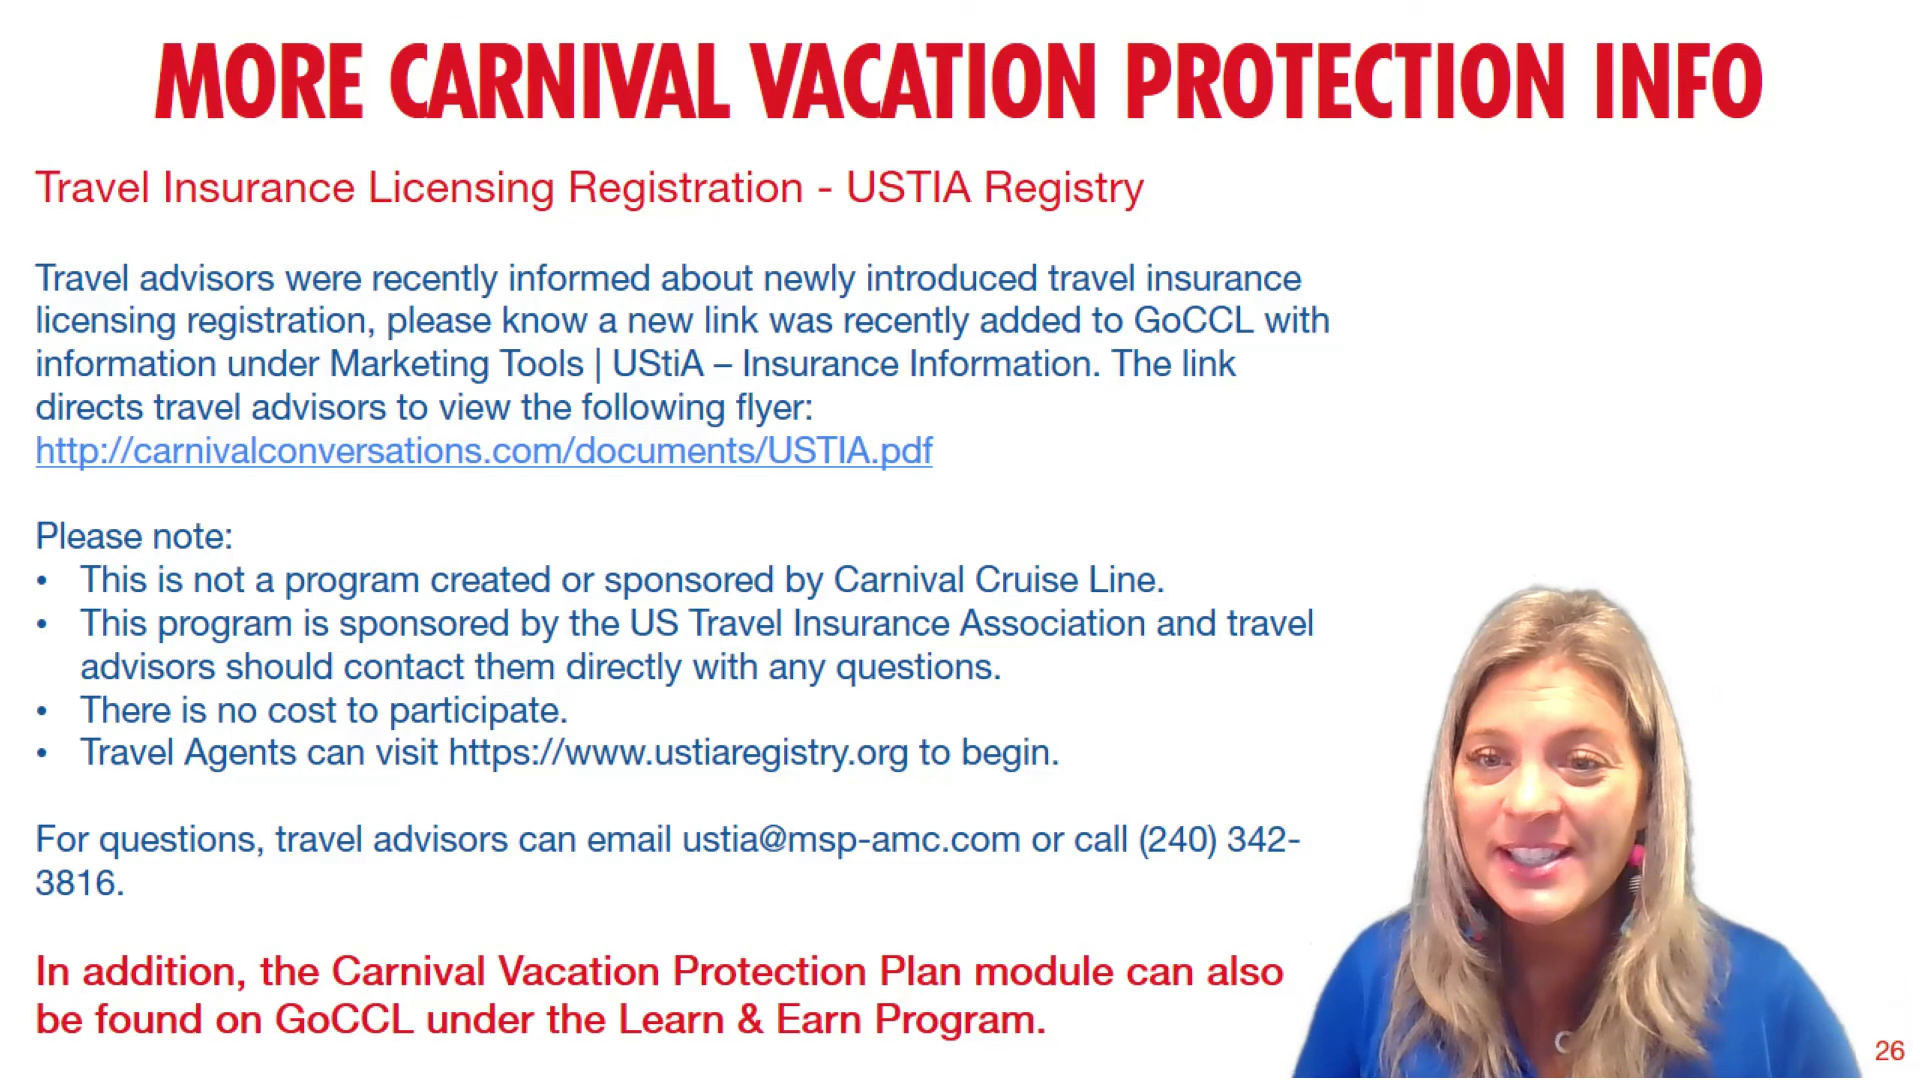 MORE CARNIVAL VACATION PROTECTION INFO
Travel Insurance Licensing Registration - USTIA Registry
Travel advisors were recently informed about newly introduced travel insurance
licensing registration, please know a new link was recently added to GoCCL with
information under Marketing Tools | UStiA – Insurance Information. The link
directs travel advisors to view the following flyer:
http://carnivalconversations.com/documents/USTIA.pdf
Please note:
• This is not a program created or sponsored by Carnival Cruise Line.
• This program is sponsored by the US Travel Insurance Association and travel
advisors should contact them directly with any questions.
• There is no cost to participate.
• Travel Agents can visit https://www.ustiaregistry.org to begin.
For questions, travel advisors can email ustia@msp-amc.com or call (240) 342-
3816.
In addition, the Carnival Vacation Protection Plan module can also
be found on GoCCL under the Learn & Earn Program.
26